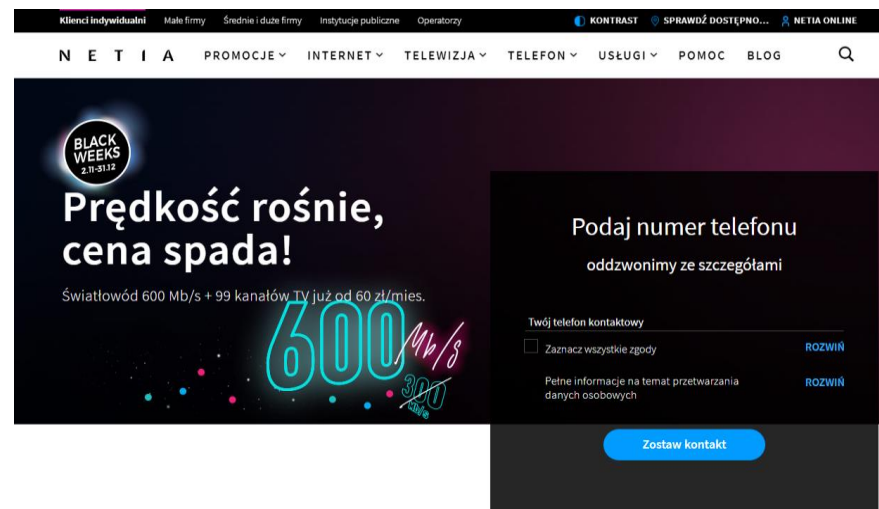 Klienci indywidualni Małe firmy Średnie i duże firmy Instytucje publiczne Operatorzy KONTRAST SPRAWDŹ DOSTĘPNO... NETIA ONLINE
NETIA PROMOCJE INTERNET TELEWIZJA TELEFON USŁUGI POMOC BLOG
BLACK
WEEKS
2.11-31.12
Prędkość rośnie,
cena spada!
Światłowód 600 Mb/s + 99 kanałów TV już od 60 zł/mies.
600 Mb/s
300
Mb/s
Podaj numer telefonu
oddzwonimy ze szczegółami
Twój telefon kontaktowy
Zaznacz wszystkie zgody ROZWIŃ
Pełne informacje na temat przetwarzania ROZWIŃ
danych osobowych
Zostaw kontakt